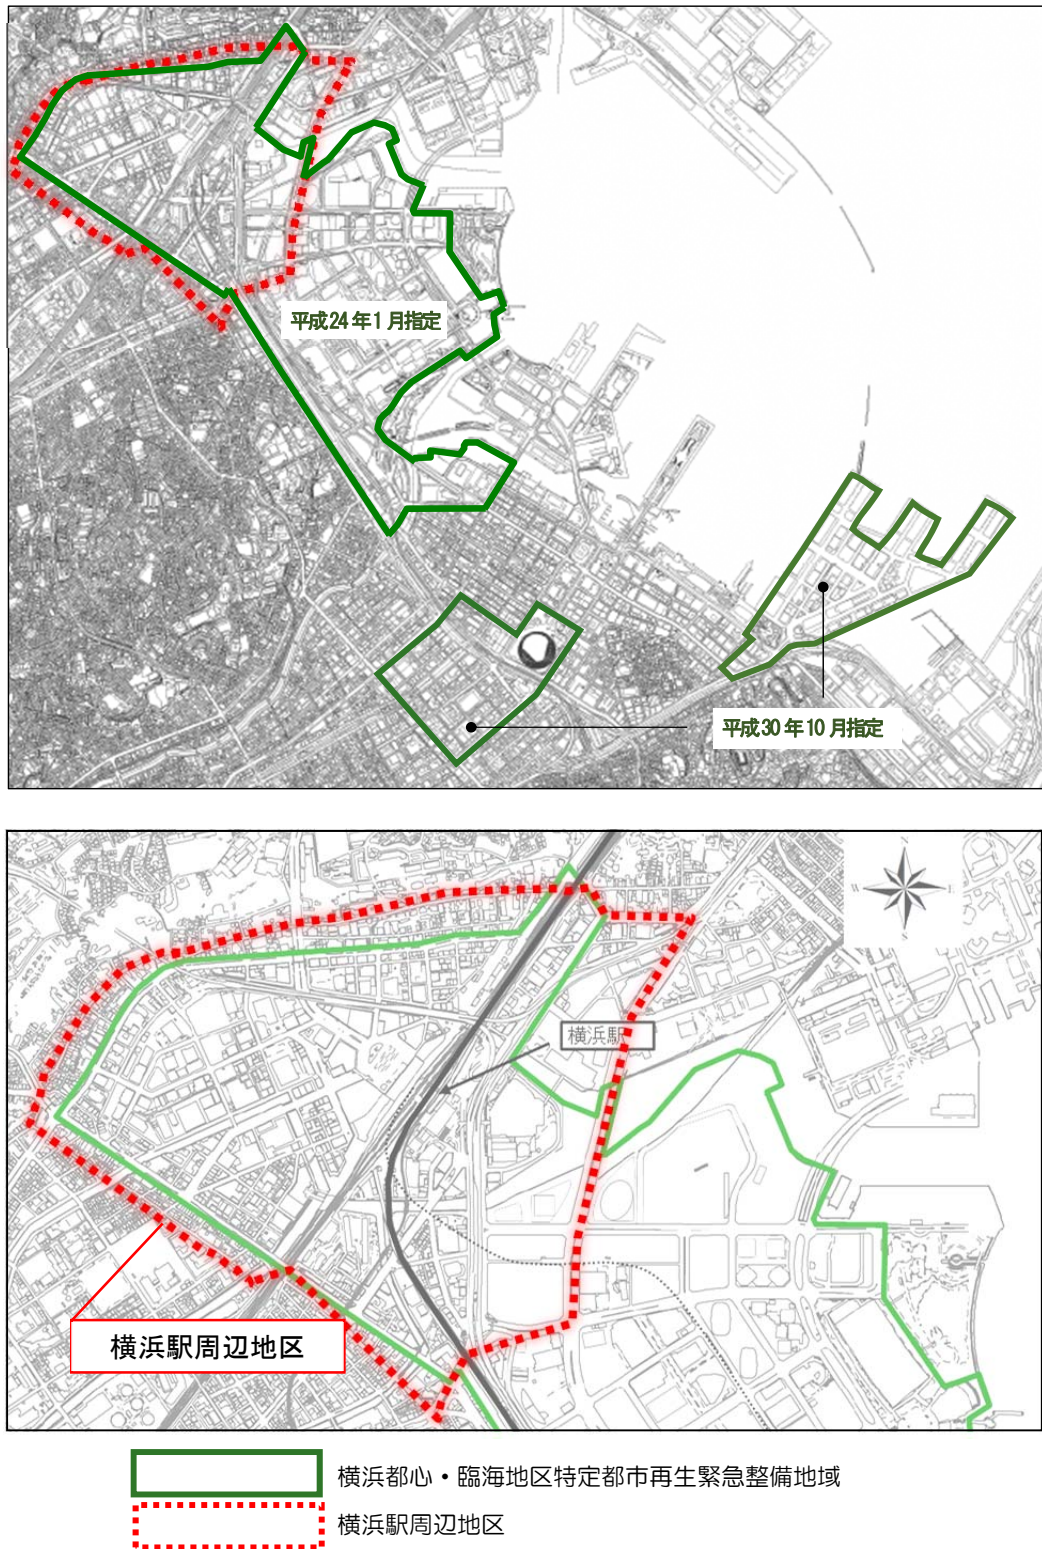 平成24年1月指定
平成30年10月指定
N
W
E
S
横浜駅
横浜駅周辺地区
横浜都心・臨海地区特定都市再生緊急整備地域
横浜駅周辺地区